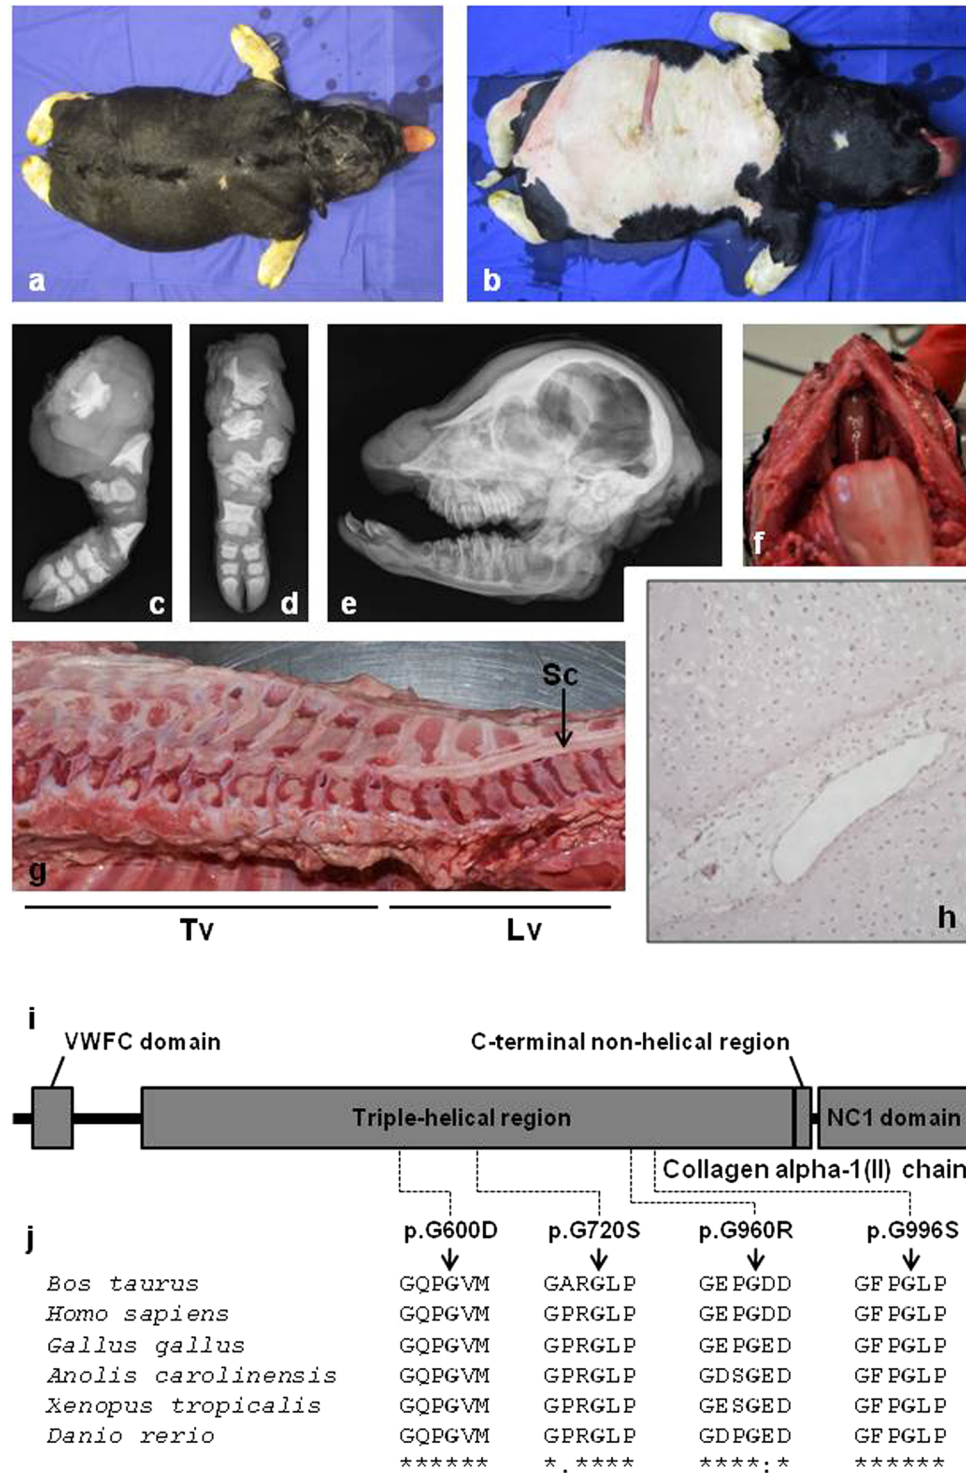 a
b
c
d
e
f
Sc
g
h
Tv
Lv
i
VWFC domain
C-terminal non-helical region
Triple-helical region
NC1 domain
Collagen alpha-1(II) chain
j
p.G600D p.G720S p.G960R p.G996S
Bos taurus GQPGVM GARGLP GEPGDD GFPGLP
Homo sapiens GQPGVM GPRGLP GEPGDD GFPGLP
Gallus gallus GQPGVM GPRGLP GEPGED GFPGLP
Anolis carolinensis GQPGVM GPRGLP GDSGED GFPGLP
Xenopus tropicalis GQPGVM GPRGLP GESGED GFPGLP
Danio rerio GQPGVM GPRGLP GDPGED GFPGLP
****** *.**** ****:* ******